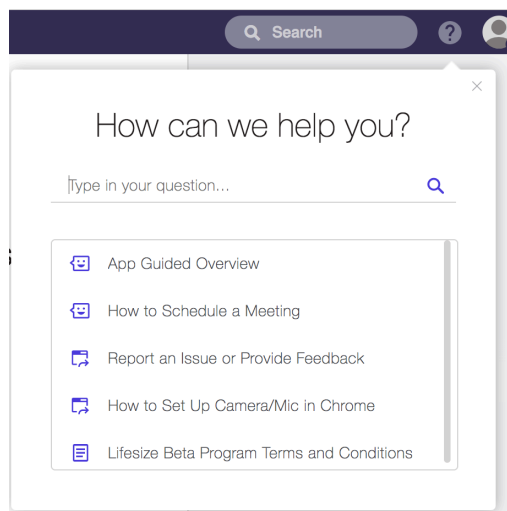 Search
?
How can we help you?
Type in your question...
App Guided Overview
How to Schedule a Meeting
Report an Issue or Provide Feedback
How to Set Up Camera/Mic in Chrome
Lifesize Beta Program Terms and Conditions